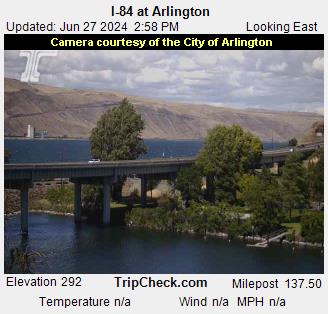 I-84 at Arlington
Updated: Jun 27 2024 2:58 PM Looking East
Camera courtesy of the City of Arlington
Elevation 292 TripCheck.com Milepost 137.50
Temperature n/a Wind n/a MPH n/a